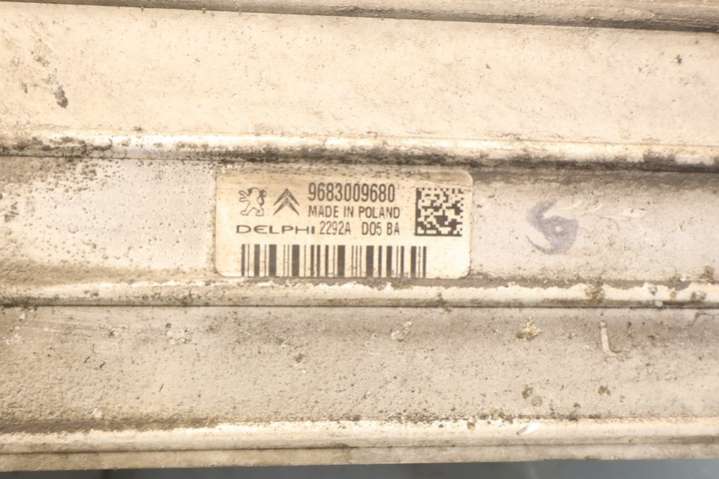 9683009680
MADE IN POLAND
DELPHI 2292A D05 BA